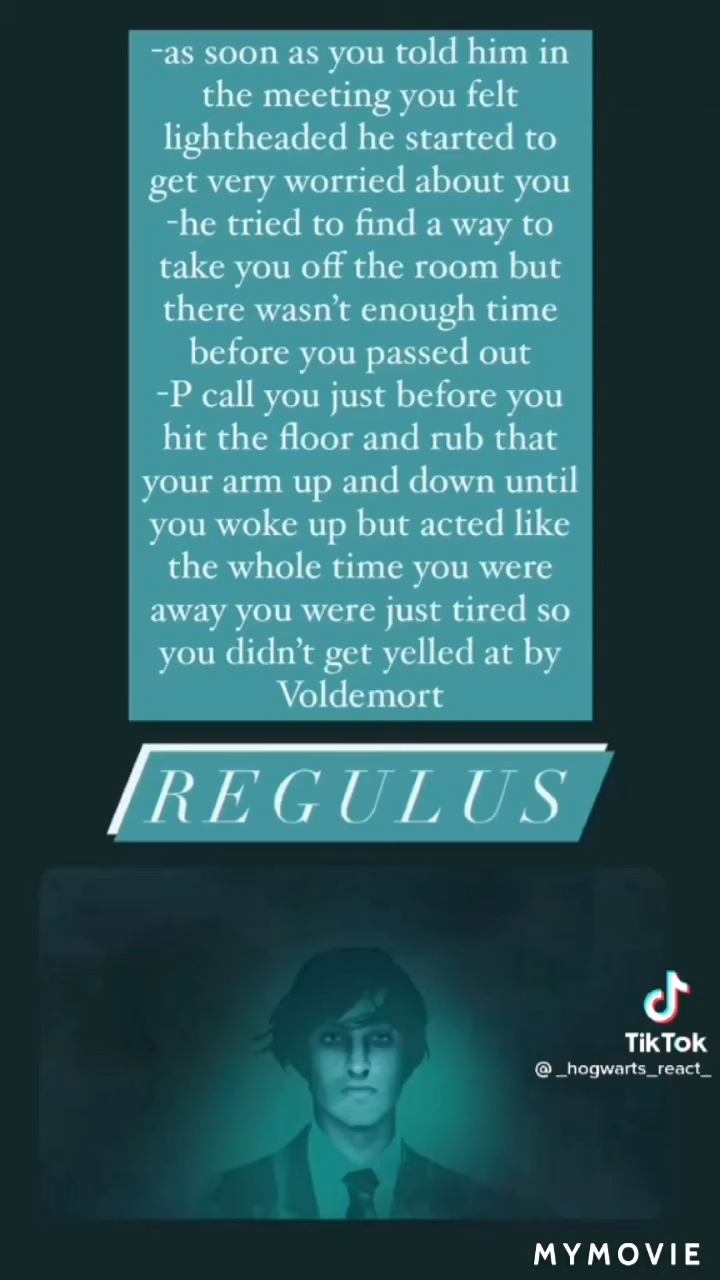 -as soon as you told him in
the meeting you felt
lightheaded he started to
get very worried about you
-he tried to find a way to
take you off the room but
there wasn't enough time
before you passed out
-P call you just before you
hit the floor and rub that
your arm up and down until
you woke up but acted like
the whole time you were
away you were just tired so
you didn't get yelled at by
Voldemort
REGULUS
TikTok
@_hogwarts_react_
MYMOVIE